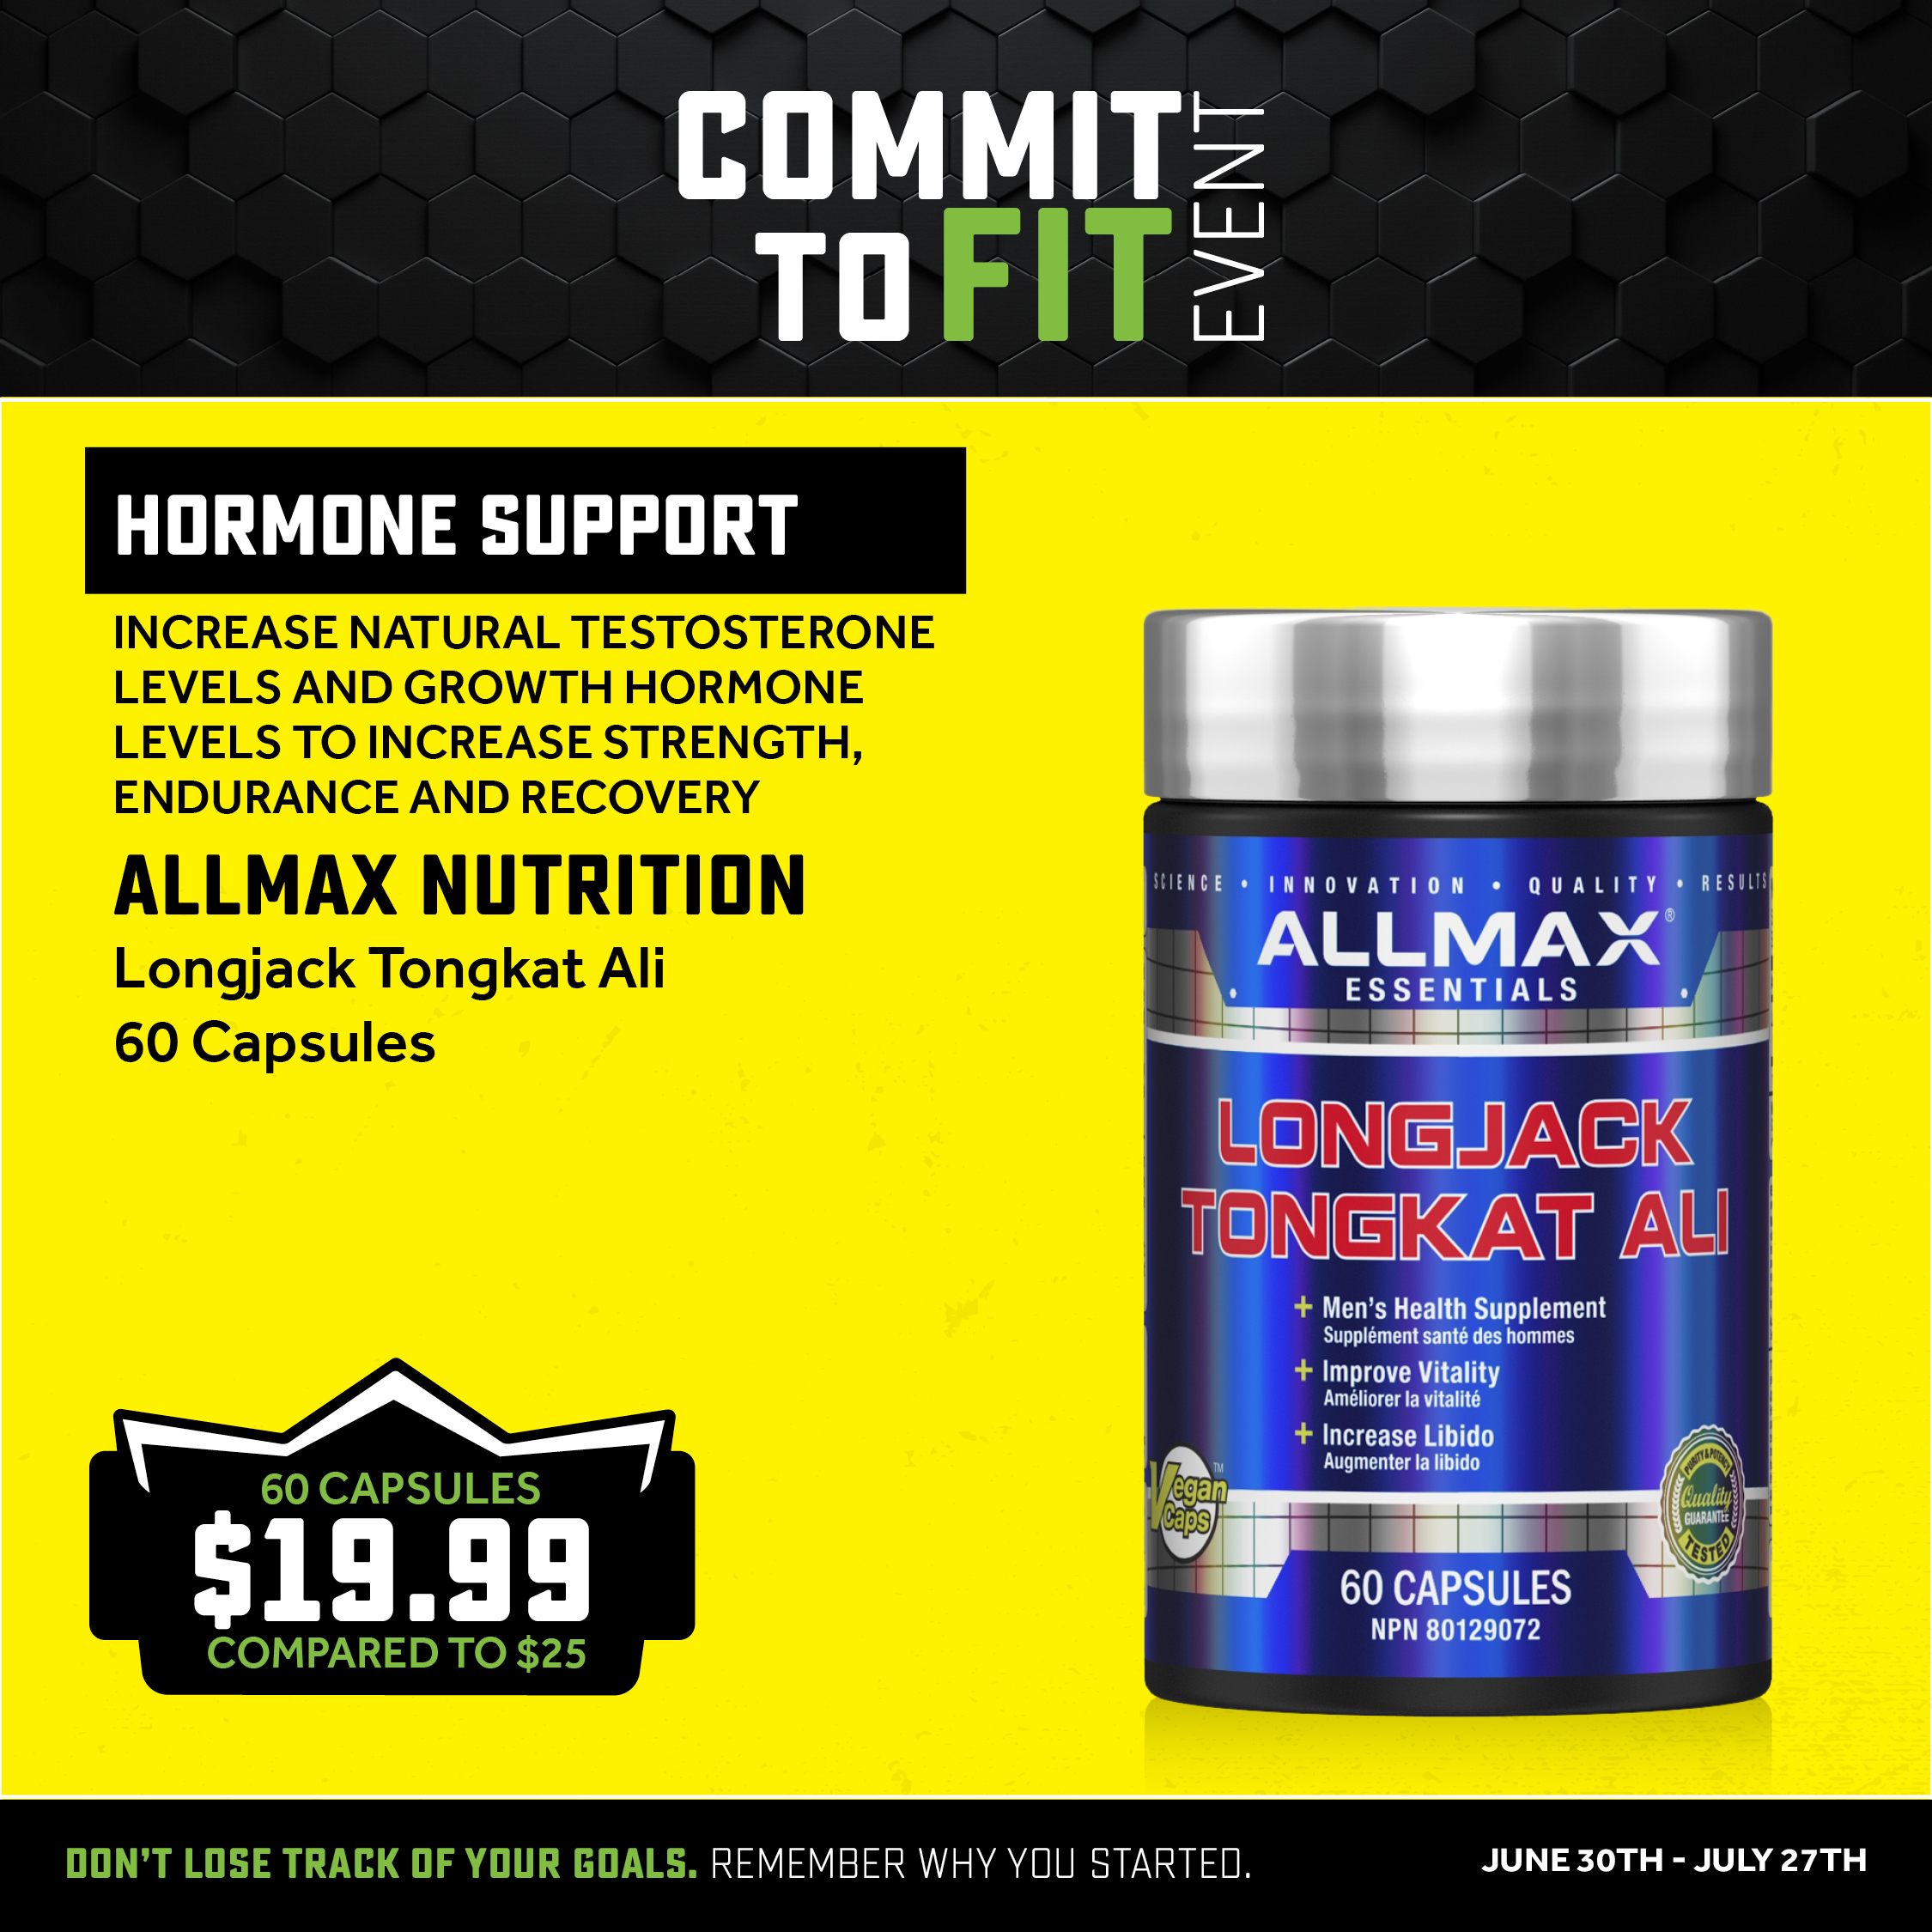 COMMIT
TO FIT
EVENT
HORMONE SUPPORT
INCREASE NATURAL TESTOSTERONE
LEVELS AND GROWTH HORMONE
LEVELS TO INCREASE STRENGTH,
ENDURANCE AND RECOVERY
ALLMAX NUTRITION
Longjack Tongkat Ali
60 Capsules
60 CAPSULES
$19.99
COMPARED TO $25
SCIENCE • INNOVATION • QUALITY • RESULTS
ALLMAX®
ESSENTIALS
LONGJACK
TONGKAT ALI
+ Men's Health Supplement
Supplément santé des hommes
+ Improve Vitality
Améliorer la vitalité
+ Increase Libido
Augmenter la libido
Vegan™
Caps
PURITY & POTENCY
Quality
GUARANTEE
TESTED
60 CAPSULES
NPN 80129072
DON'T LOSE TRACK OF YOUR GOALS. REMEMBER WHY YOU STARTED.
JUNE 30TH - JULY 27TH